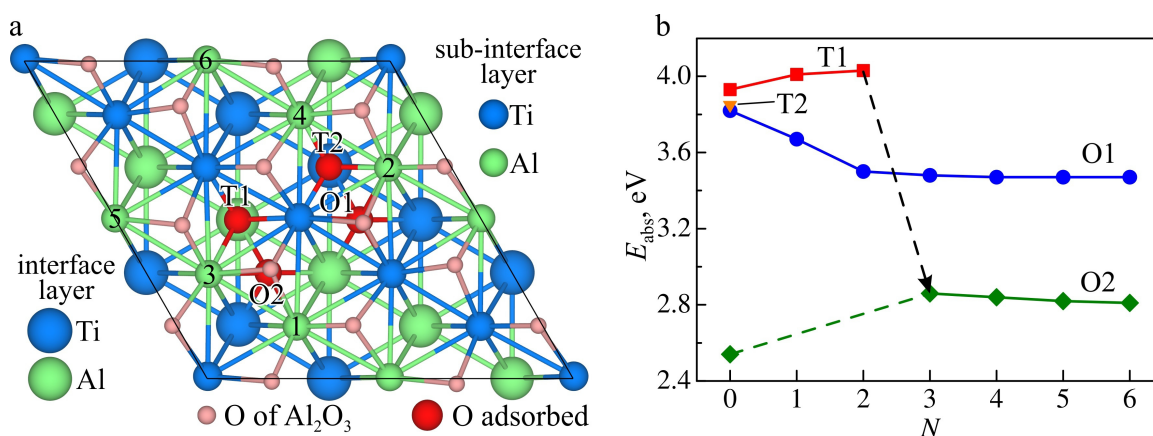 a
sub-interface
layer
Ti
Al
6
4
T2
2
T1
O1
5
3
O2
1
interface
layer
Ti
Al
O of Al₂O₃
O adsorbed
b
T1
T2
O1
O2
4.0
3.6
3.2
2.8
2.4
E_abs, eV
0 1 2 3 4 5 6
N